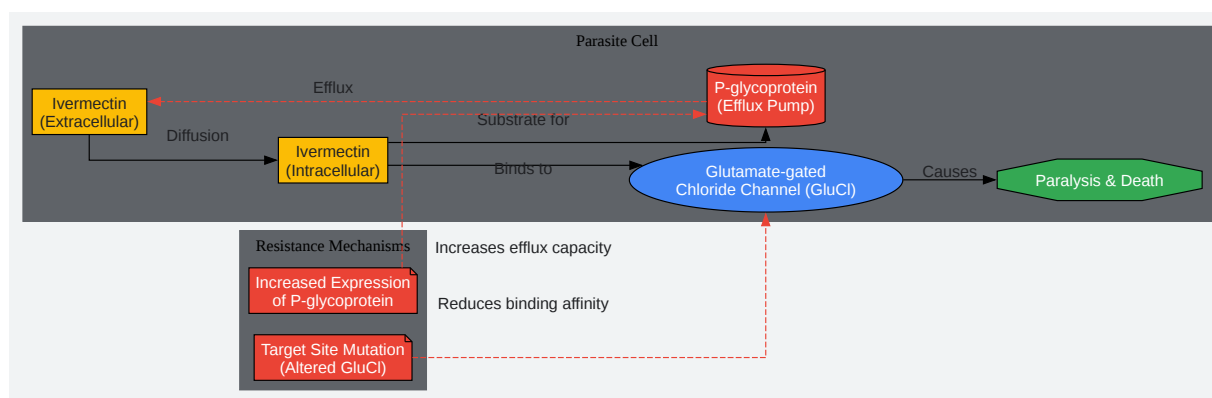 Parasite Cell
Ivermectin
(Extracellular)
Efflux
P-glycoprotein
(Efflux Pump)
Diffusion
Substrate for
Ivermectin
(Intracellular)
Binds to
Glutamate-gated
Chloride Channel (GluCl)
Causes
Paralysis & Death
Resistance Mechanisms
Increases efflux capacity
Increased Expression
of P-glycoprotein
Reduces binding affinity
Target Site Mutation
(Altered GluCl)